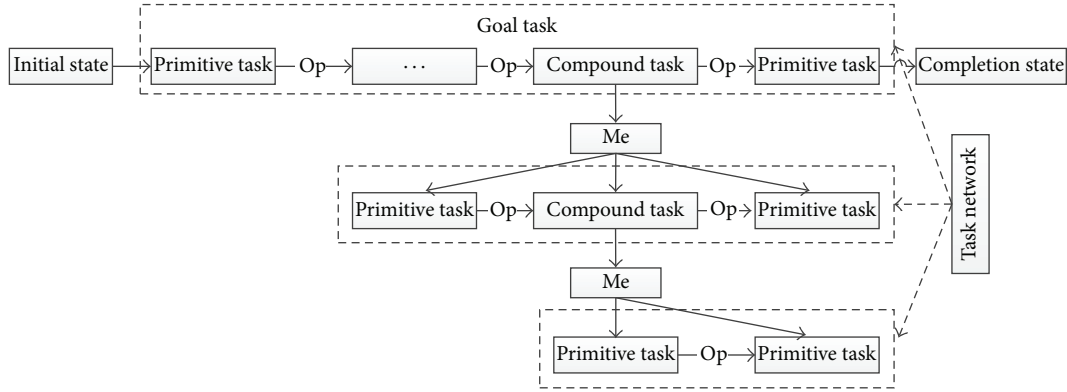 Goal task
Initial state Primitive task Op ... Op Compound task Op Primitive task Completion state
Me
Primitive task Op Compound task Op Primitive task
Task network
Me
Primitive task Op Primitive task